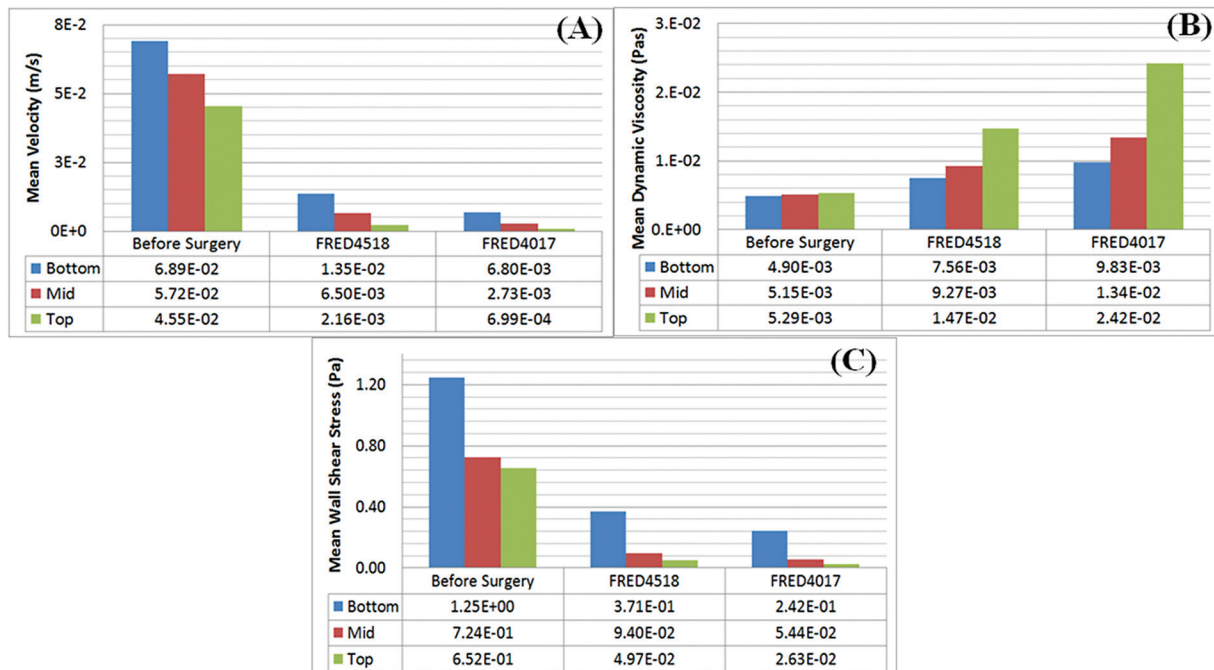 (A)
Mean Velocity (m/s)
8E-2
5E-2
3E-2
0E+0
Before Surgery FRED4518 FRED4017
Bottom 6.89E-02 1.35E-02 6.80E-03
Mid 5.72E-02 6.50E-03 2.73E-03
Top 4.55E-02 2.16E-03 6.99E-04
(B)
Mean Dynamic Viscosity (Pas)
3.E-02
2.E-02
1.E-02
0.E+00
Before Surgery FRED4518 FRED4017
Bottom 4.90E-03 7.56E-03 9.83E-03
Mid 5.15E-03 9.27E-03 1.34E-02
Top 5.29E-03 1.47E-02 2.42E-02
(C)
Mean Wall Shear Stress (Pa)
1.20
0.40
0.00
Before Surgery FRED4518 FRED4017
Bottom 1.25E+00 3.71E-01 2.42E-01
Mid 7.24E-01 9.40E-02 5.44E-02
Top 6.52E-01 4.97E-02 2.63E-02